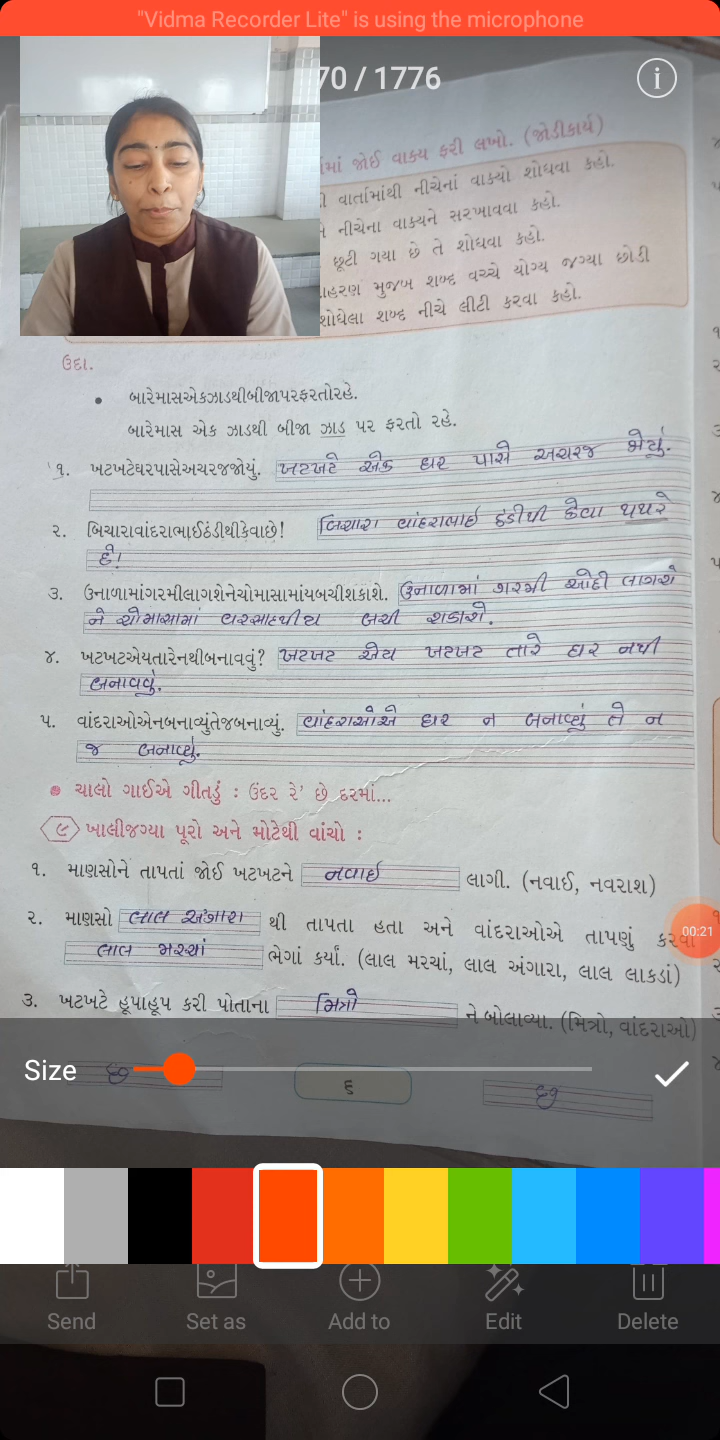 "Vidma Recorder Lite" is using the microphone
70 / 1776
માં જોઈ વાક્ય ફરી લખો. (જોડીકાર્ય)
વાર્તામાંથી નીચેનાં વાક્યો શોધવા કહો.
નીચેના વાક્યને સરખાવવા કહો.
છૂટી ગયા છે તે શોધવા કહો.
હરણ મુજબ શબ્દ વચ્ચે યોગ્ય જગ્યા છોડી
શોધેલા શબ્દ નીચે લીટી કરવા કહો.
ઉદા.
• બારેમાસએકઝાડથીબીજાપરફરતોરહે.
બારેમાસ એક ઝાડથી બીજા ઝાડ પર ફરતો રહે.
૧. ખટખટેઘરપાસેઅચરજજોયું. ખટખટે એક ઘર પાસે અચરજ જોયું.
૨. બિચારાવાંદરાભાઈઠંડીથીકેવાછે! બિચારા વાંદરાભાઈ ઠંડીથી કેવા થથરે
છે!
૩. ઉનાળામાંગરમીલાગશેનેચોમાસામાંયબચીશકાશે. ઉનાળામાં ગરમી ઓછી લાગશે
ને ચોમાસામાં વરસાદથીય બચી શકાશે.
૪. ખટખટએયતારેનથીબનાવવું? ખટખટ એય ખટખટ તારે ઘર નથી
બનાવવું.
૫. વાંદરાઓએનબનાવ્યુંતેજબનાવ્યું. વાંદરાઓએ ઘર ન બનાવ્યું તે ન
જ બનાવ્યું.
• ચાલો ગાઈએ ગીતડું : ઉંદર રે' છે દરમાં...
૯ ખાલીજગ્યા પૂરો અને મોટેથી વાંચો :
૧. માણસોને તાપતાં જોઈ ખટખટને નવાઈ લાગી. (નવાઈ, નવરાશ)
૨. માણસો લાલ અંગારા થી તાપતા હતા અને વાંદરાઓએ તાપણું કરવા
લાલ મરચાં ભેગાં કર્યાં. (લાલ મરચાં, લાલ અંગારા, લાલ લાકડાં)
00:21
૩. ખટખટે હૂપાહૂપ કરી પોતાના મિત્રો ને બોલાવ્યા. (મિત્રો, વાંદરાઓ)
Size
૬
Send Set as Add to Edit Delete